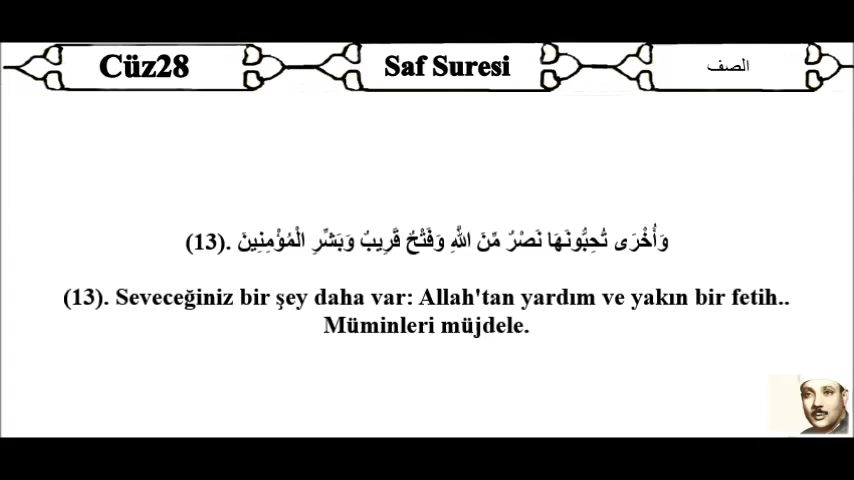 Cüz28 Saf Suresi الصف
وَأُخْرَى تُحِبُّونَهَا نَصْرٌ مِّنَ اللَّهِ وَفَتْحٌ قَرِيبٌ وَبَشِّرِ الْمُؤْمِنِينَ .(13)
(13). Seveceğiniz bir şey daha var: Allah'tan yardım ve yakın bir fetih..
Müminleri müjdele.